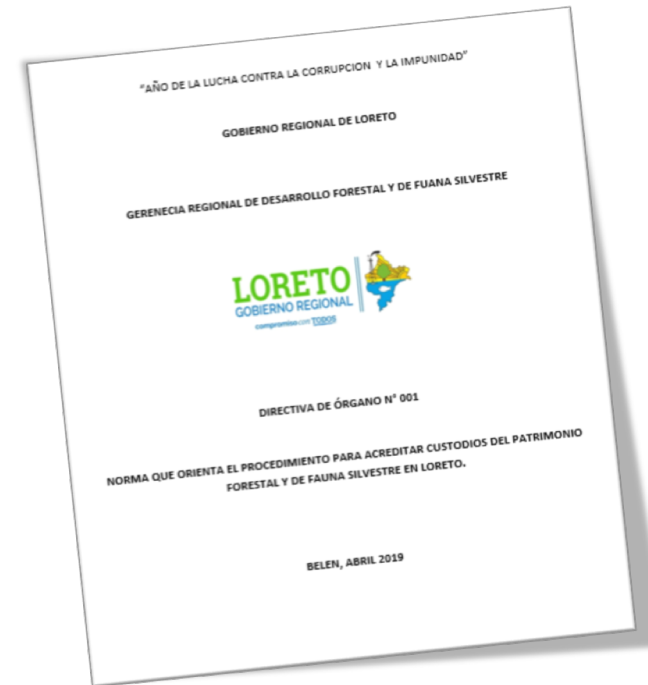 "AÑO DE LA LUCHA CONTRA LA CORRUPCION  Y LA IMPUNIDAD"
GOBIERNO REGIONAL DE LORETO
GERENECIA REGIONAL DE DESARROLLO FORESTAL Y DE FUANA SILVESTRE
LORETO
GOBIERNO REGIONAL
compromiso con TODOS
DIRECTIVA DE ÓRGANO N° 001
NORMA QUE ORIENTA EL PROCEDIMIENTO PARA ACREDITAR CUSTODIOS DEL PATRIMONIO
FORESTAL Y DE FAUNA SILVESTRE EN LORETO.
BELEN, ABRIL 2019